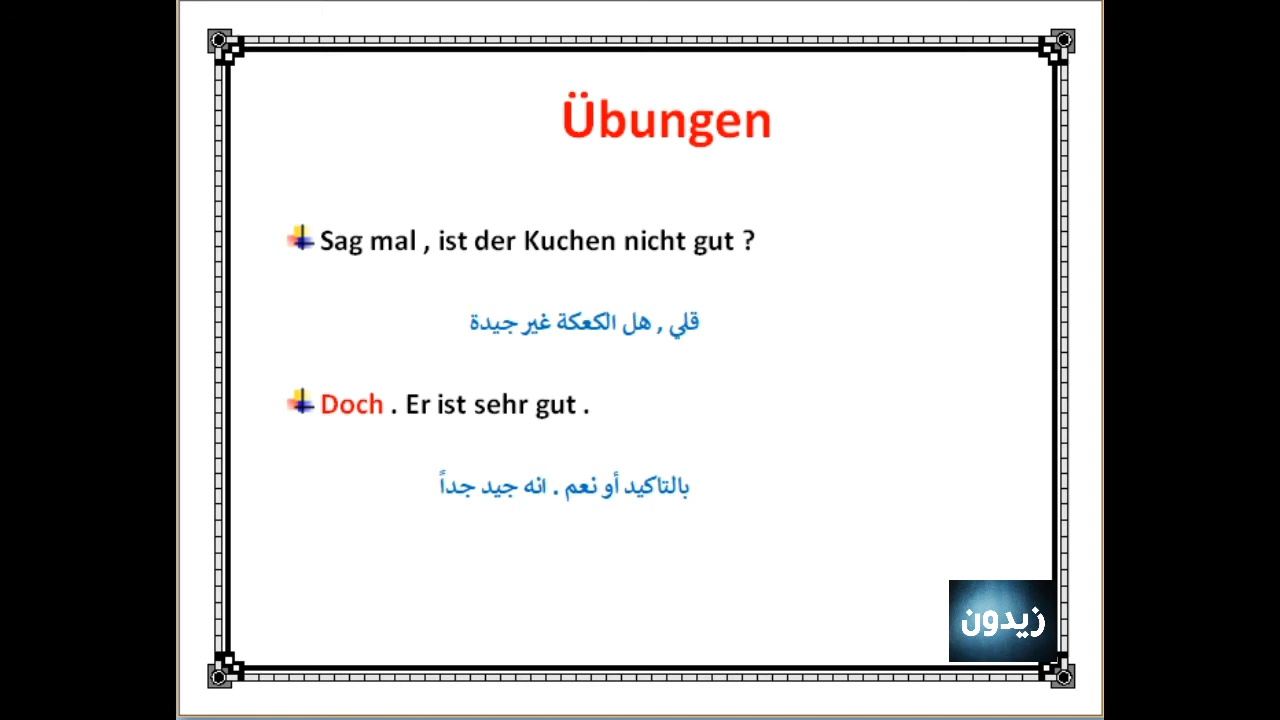 Übungen
Sag mal , ist der Kuchen nicht gut ?
قلي , هل الكعكة غير جيدة
Doch . Er ist sehr gut .
بالتاكيد أو نعم . انه جيد جداً
زيدون